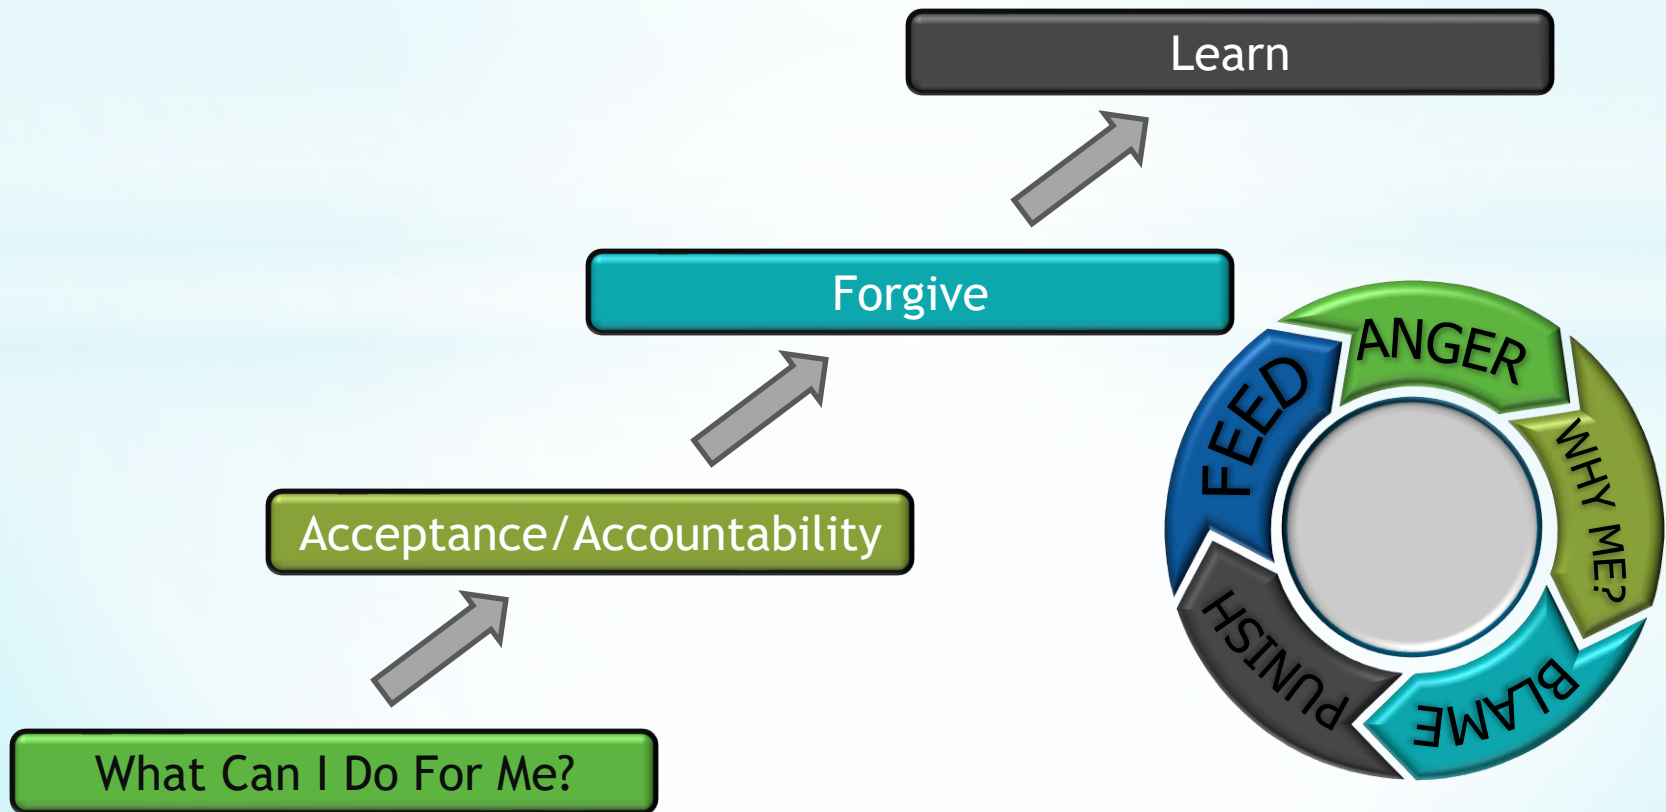 Learn
Forgive
Acceptance/Accountability
What Can I Do For Me?
ANGER
WHY ME?
BLAME
PUNISH
FEED